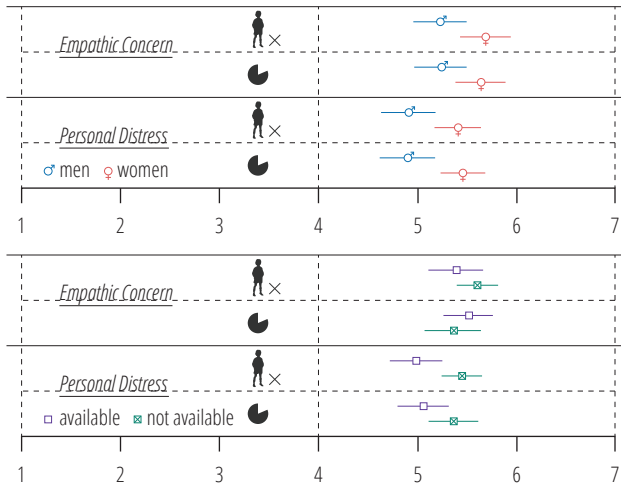 Empathic Concern
Personal Distress
♂ men ♀ women
1 2 3 4 5 6 7
Empathic Concern
Personal Distress
available not available
1 2 3 4 5 6 7